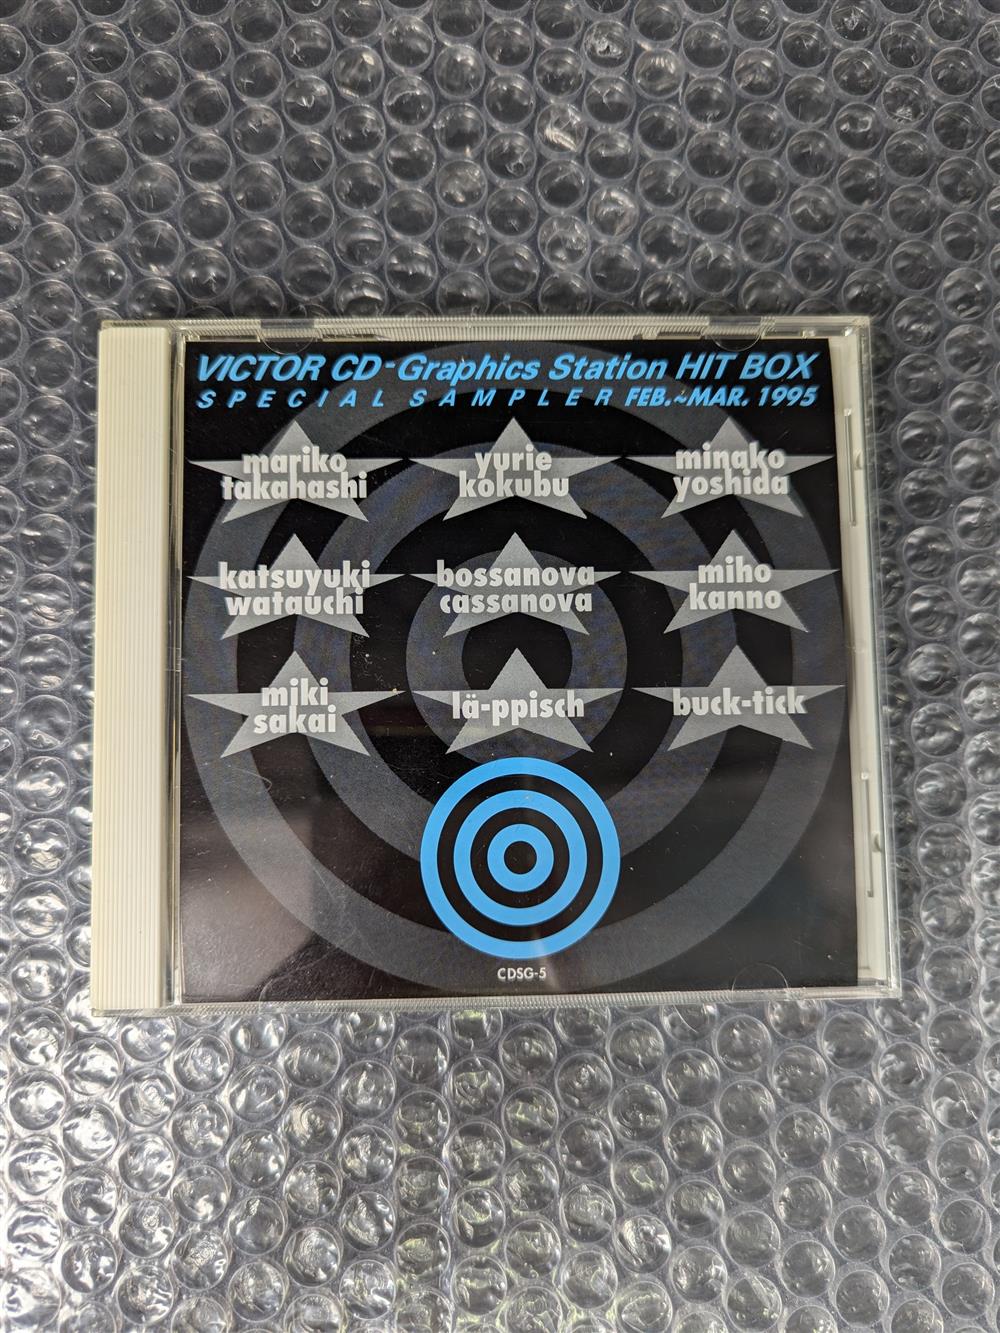 VICTOR CD-Graphics Station HIT BOX
SPECIAL SAMPLER FEB.~MAR. 1995
mariko
takahashi
yurie
kokubu
minako
yoshida
katsuyuki
watauchi
bossanova
cassanova
miho
kanno
miki
sakai
lä-ppisch
buck-tick
CDSG-5